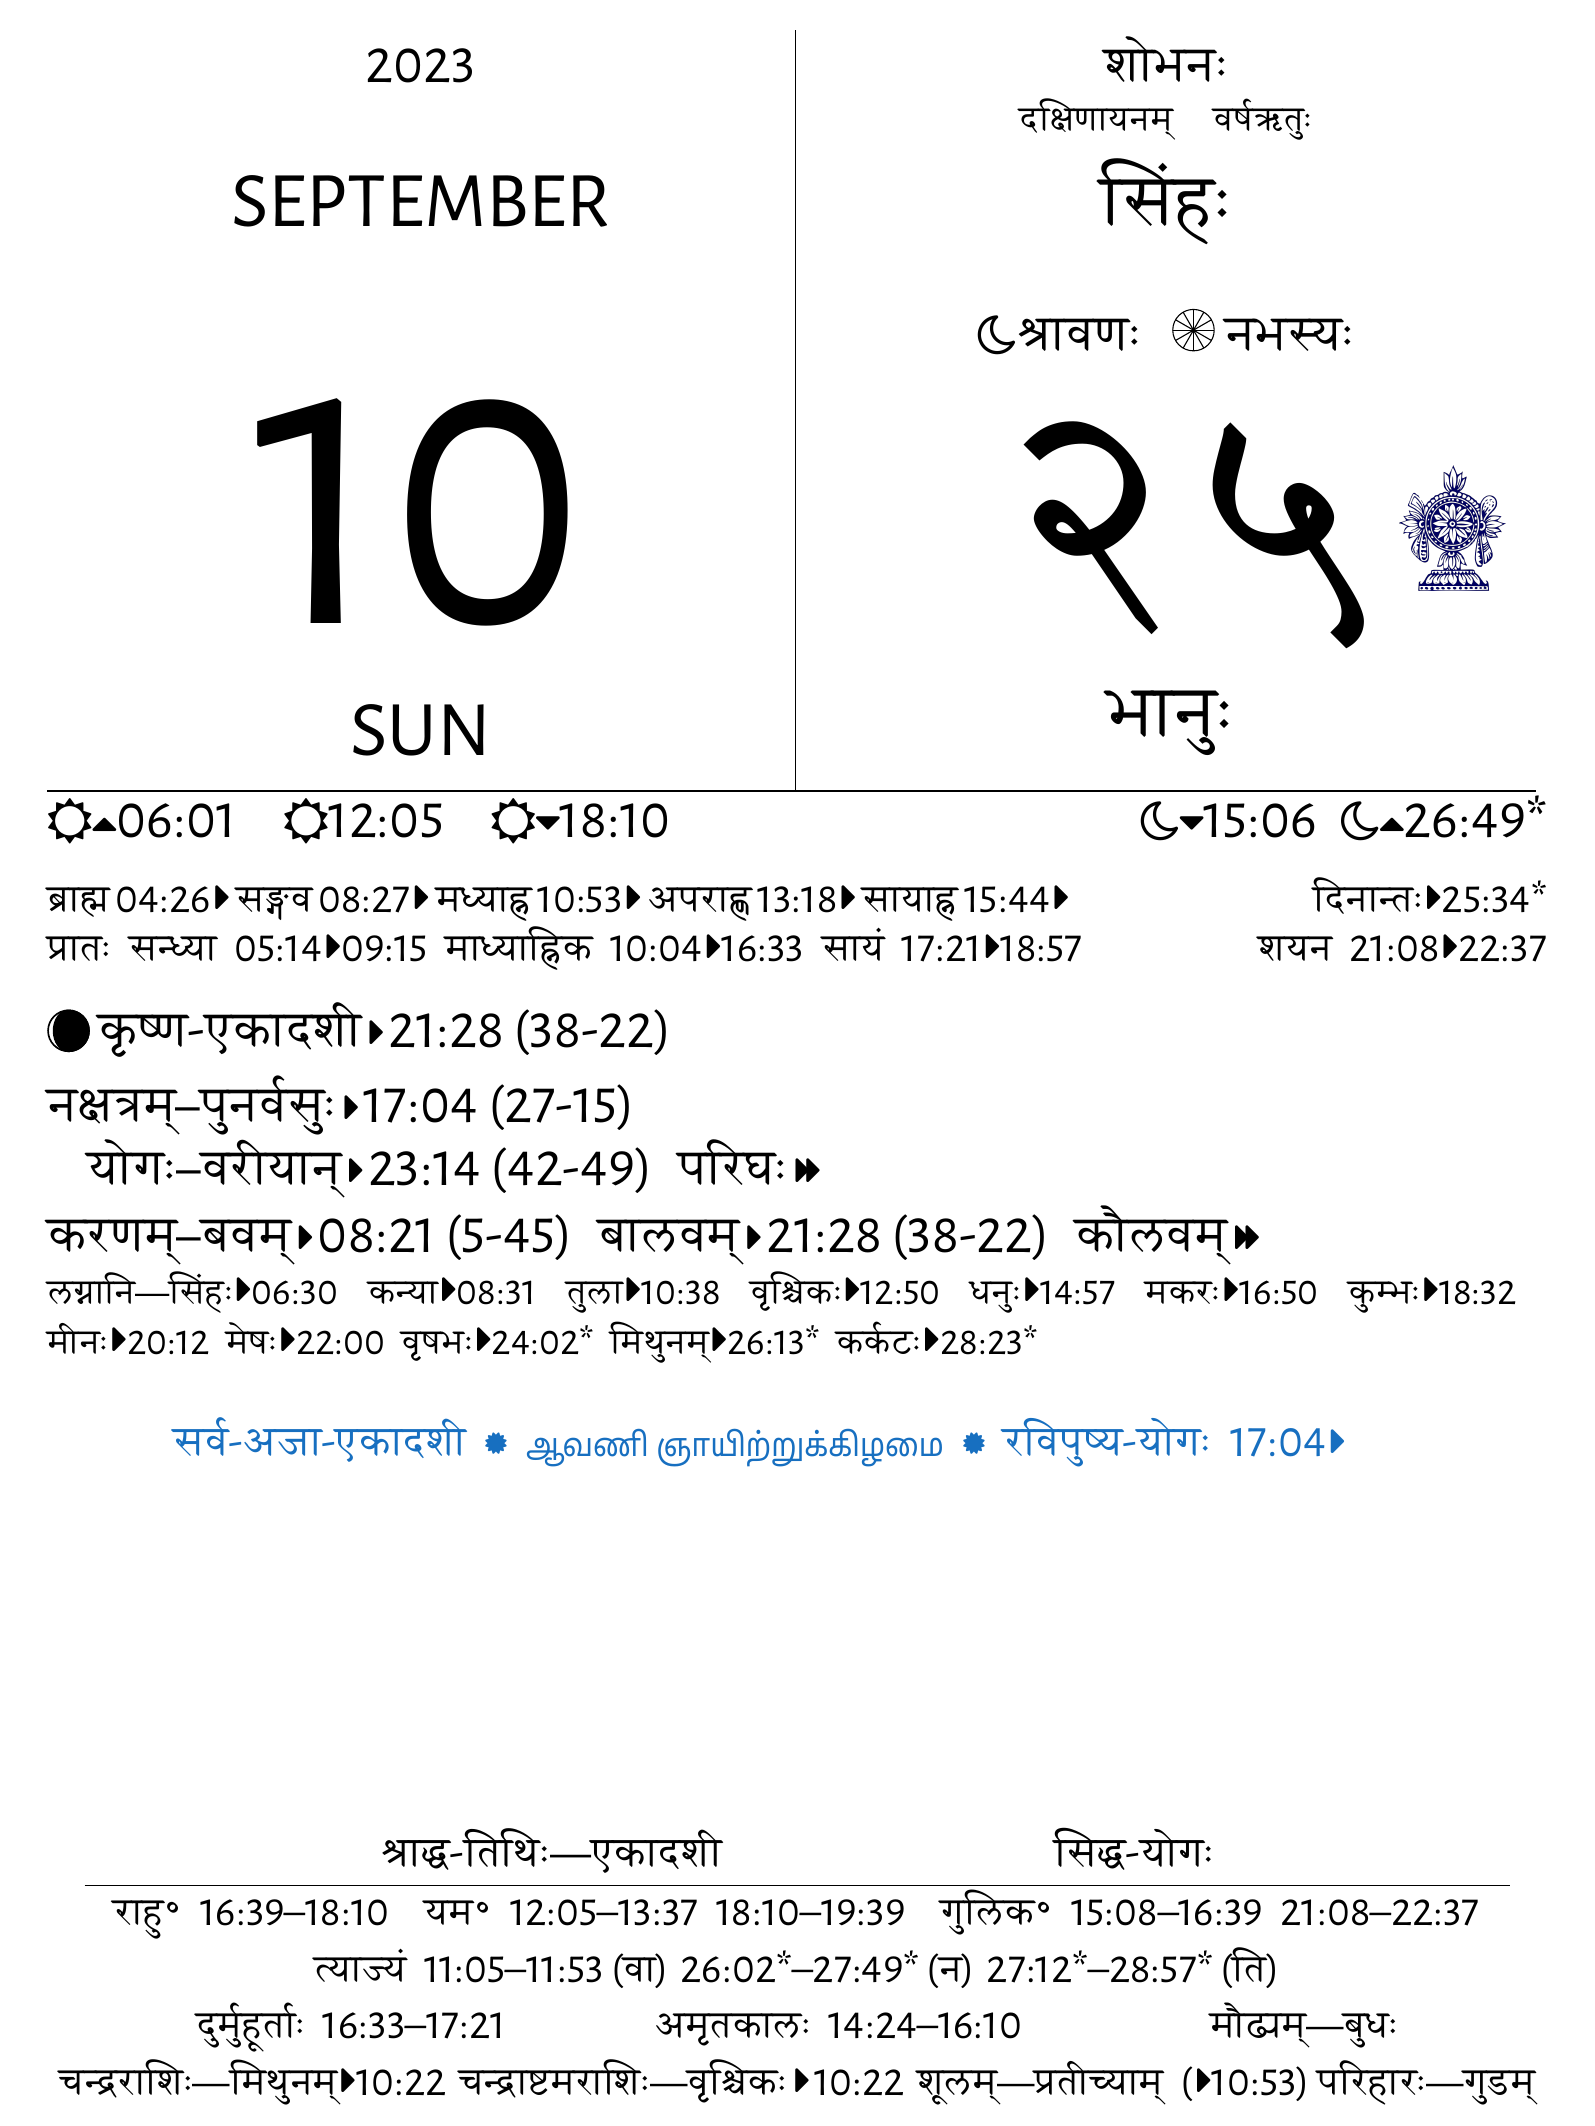 2023
SEPTEMBER
10
SUN
शोभनः
दक्षिणायनम् वर्षऋतुः
सिंहः
श्रावणः नभस्यः
२५
भानुः
06:01 12:05 18:10 15:06 26:49*
ब्राह्म 04:26 सङ्गव 08:27 मध्याह्न 10:53 अपराह्ण 13:18 सायाह्न 15:44 दिनान्तः 25:34*
प्रातः सन्ध्या 05:14 09:15 माध्याह्निक 10:04 16:33 सायं 17:21 18:57 शयन 21:08 22:37
कृष्ण-एकादशी 21:28 (38-22)
नक्षत्रम्–पुनर्वसुः 17:04 (27-15)
योगः–वरीयान् 23:14 (42-49) परिघः
करणम्–बवम् 08:21 (5-45) बालवम् 21:28 (38-22) कौलवम्
लग्नानि—सिंहः 06:30 कन्या 08:31 तुला 10:38 वृश्चिकः 12:50 धनुः 14:57 मकरः 16:50 कुम्भः 18:32
मीनः 20:12 मेषः 22:00 वृषभः 24:02* मिथुनम् 26:13* कर्कटः 28:23*
सर्व-अजा-एकादशी ஆவணி ஞாயிற்றுக்கிழமை रविपुष्य-योगः 17:04
श्राद्ध-तिथिः—एकादशी सिद्ध-योगः
राहु॰ 16:39–18:10 यम॰ 12:05–13:37 18:10–19:39 गुलिक॰ 15:08–16:39 21:08–22:37
त्याज्यं 11:05–11:53 (वा) 26:02*–27:49* (न) 27:12*–28:57* (ति)
दुर्मुहूर्ताः 16:33–17:21 अमृतकालः 14:24–16:10 मौढ्यम्—बुधः
चन्द्रराशिः—मिथुनम् 10:22 चन्द्राष्टमराशिः—वृश्चिकः 10:22 शूलम्—प्रतीच्याम् (10:53) परिहारः—गुडम्